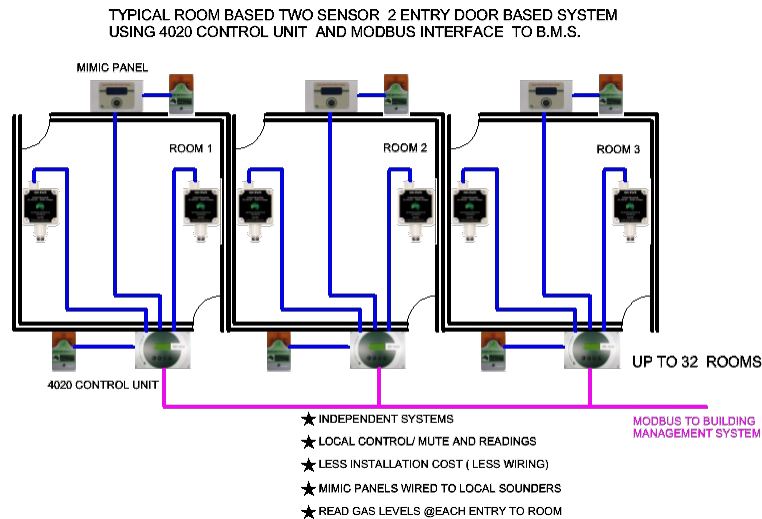 TYPICAL ROOM BASED TWO SENSOR 2 ENTRY DOOR BASED SYSTEM
USING 4020 CONTROL UNIT AND MODBUS INTERFACE TO B.M.S.
MIMIC PANEL
ROOM 1
ROOM 2
ROOM 3
UP TO 32 ROOMS
4020 CONTROL UNIT
MODBUS TO BUILDING
MANAGEMENT SYSTEM
INDEPENDENT SYSTEMS
LOCAL CONTROL/ MUTE AND READINGS
LESS INSTALLATION COST ( LESS WIRING)
MIMIC PANELS WIRED TO LOCAL SOUNDERS
READ GAS LEVELS @EACH ENTRY TO ROOM